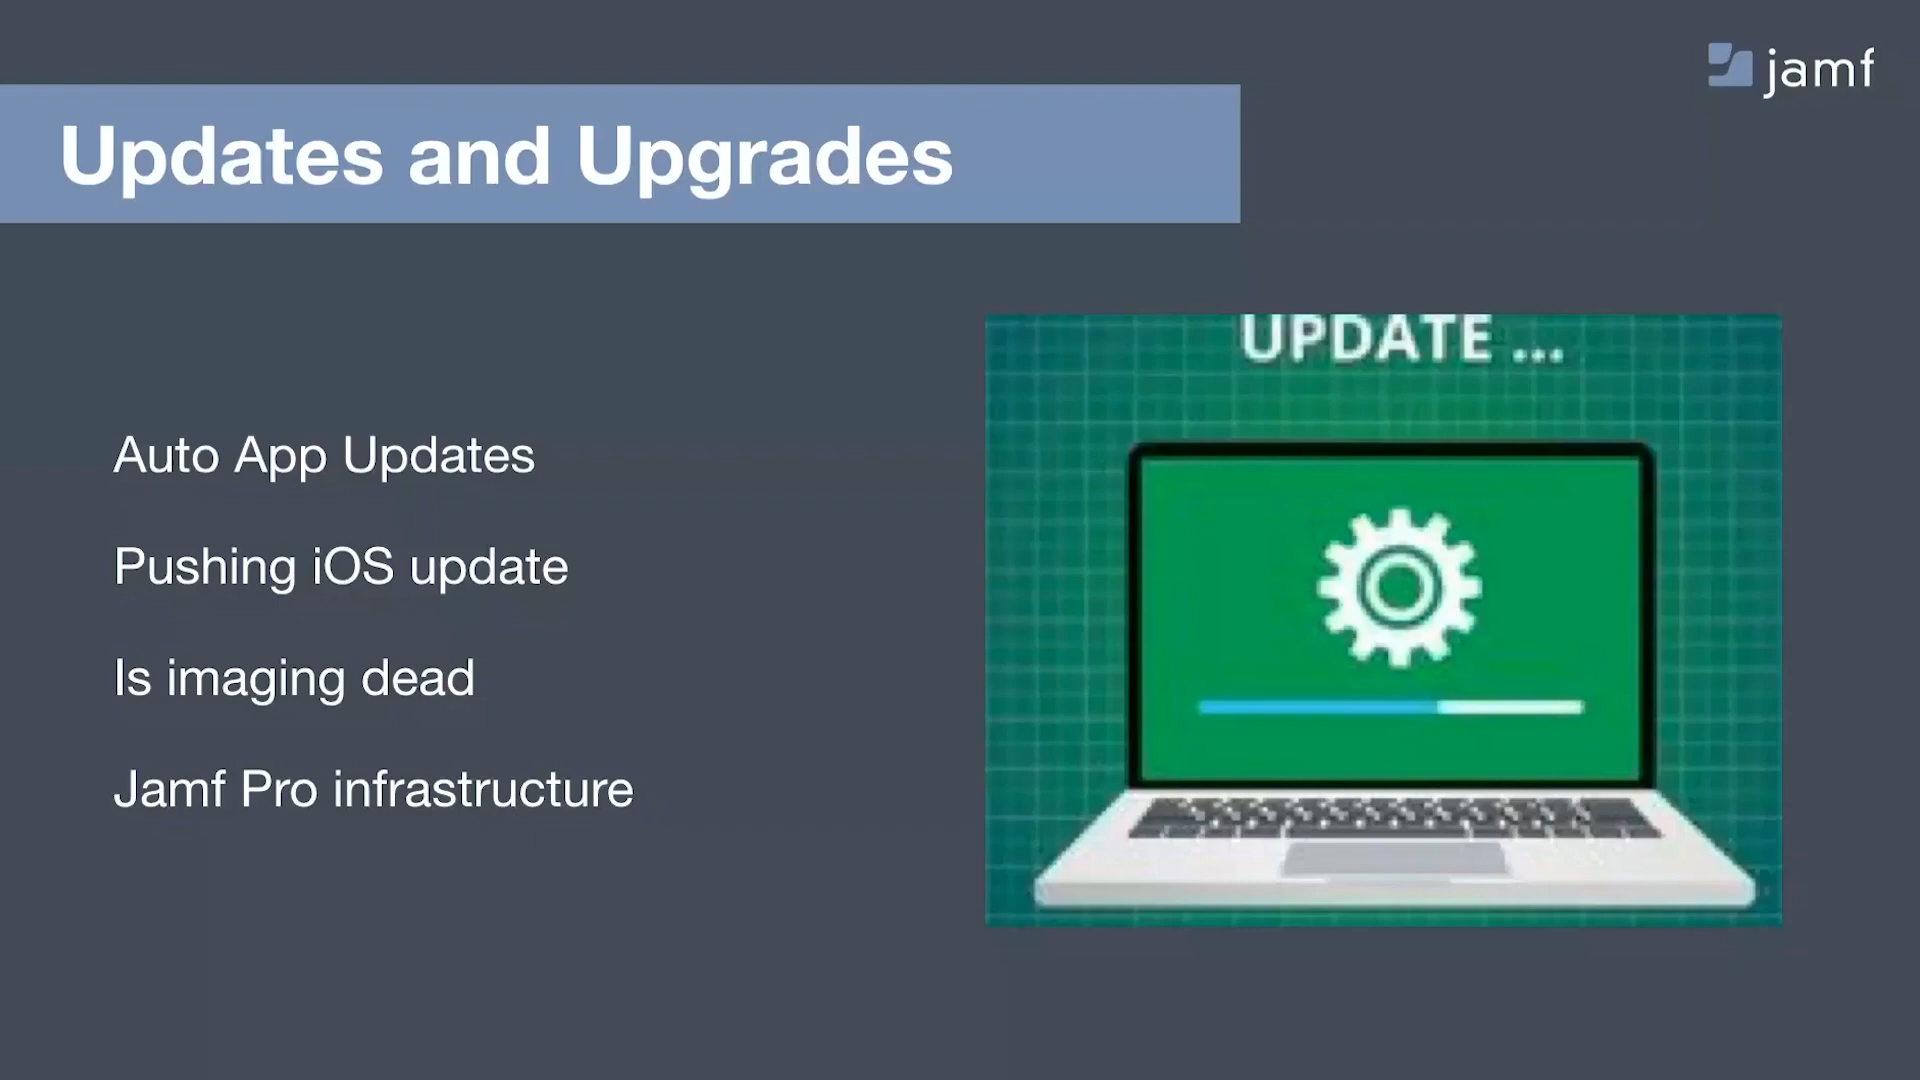 jamf
Updates and Upgrades
UPDATE ...
Auto App Updates
Pushing iOS update
Is imaging dead
Jamf Pro infrastructure